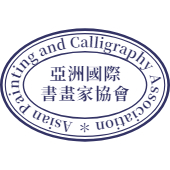 Asian Painting and Calligraphy Association *
亞洲國際
書畫家協會